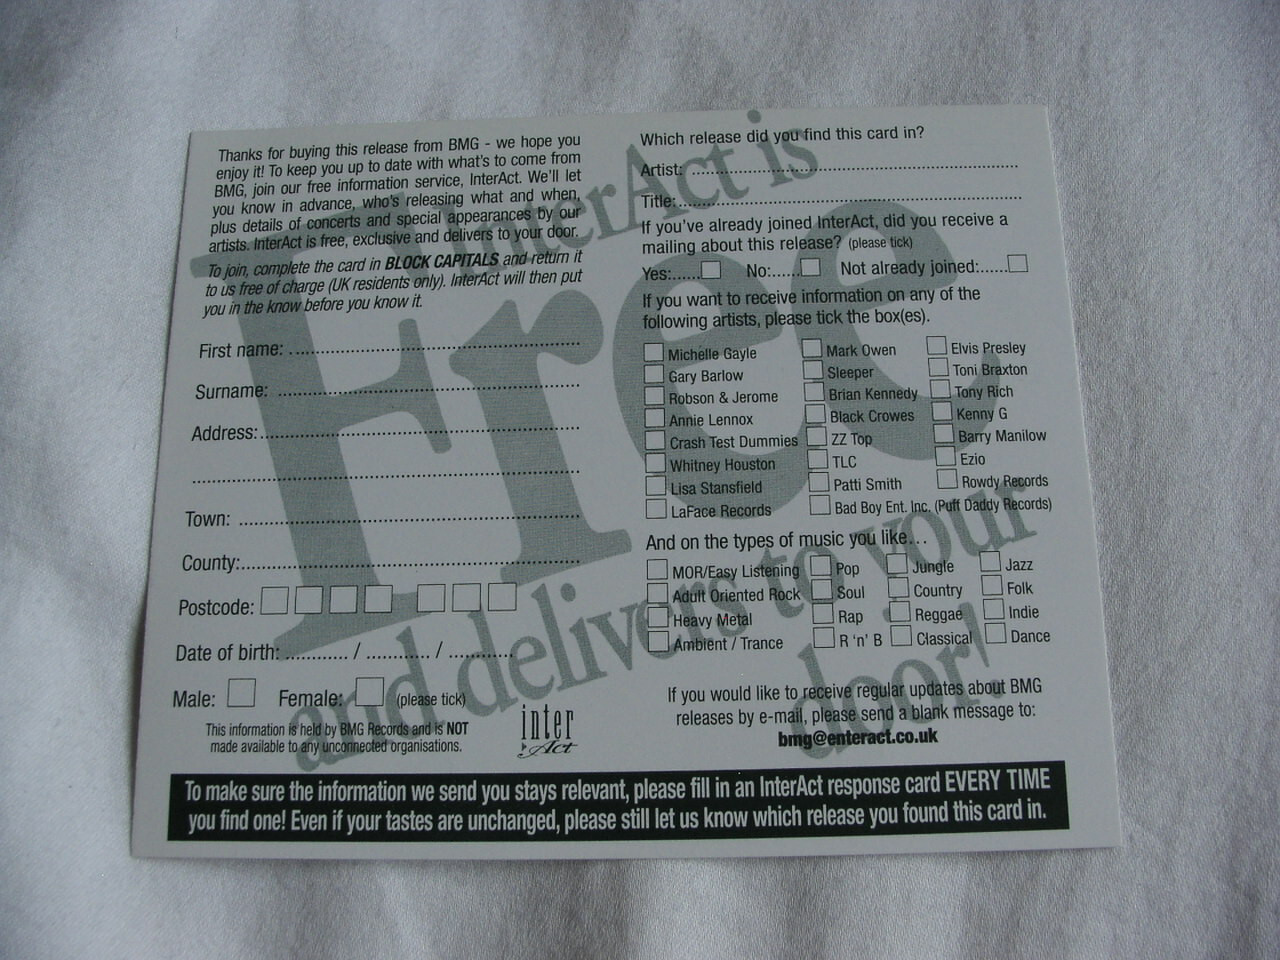 Thanks for buying this release from BMG - we hope you
enjoy it! To keep you up to date with what's to come from
BMG, join our free information service, InterAct. We'll let
you know in advance, who's releasing what and when,
plus details of concerts and special appearances by our
artists. InterAct is free, exclusive and delivers to your door.
To join, complete the card in BLOCK CAPITALS and return it
to us free of charge (UK residents only). InterAct will then put
you in the know before you know it.
First name:
Surname:
Address:
Town:
County:
Postcode:
Date of birth: ............ / ............ / ............
Male: Female: (please tick)
This information is held by BMG Records and is NOT
made available to any unconnected organisations.
inter
Act
Which release did you find this card in?
Artist:
Title:
If you've already joined InterAct, did you receive a
mailing about this release? (please tick)
Yes:...... No:...... Not already joined:......
If you want to receive information on any of the
following artists, please tick the box(es).
Michelle Gayle Mark Owen Elvis Presley
Gary Barlow Sleeper Toni Braxton
Robson & Jerome Brian Kennedy Tony Rich
Annie Lennox Black Crowes Kenny G
Crash Test Dummies ZZ Top Barry Manilow
Whitney Houston TLC Ezio
Lisa Stansfield Patti Smith Rowdy Records
LaFace Records Bad Boy Ent. Inc. (Puff Daddy Records)
And on the types of music you like...
MOR/Easy Listening Pop Jungle Jazz
Adult Oriented Rock Soul Country Folk
Heavy Metal Rap Reggae Indie
Ambient / Trance R 'n' B Classical Dance
If you would like to receive regular updates about BMG
releases by e-mail, please send a blank message to:
bmg@enteract.co.uk
InterAct is
Free
and delivers to your
door!
To make sure the information we send you stays relevant, please fill in an InterAct response card EVERY TIME
you find one! Even if your tastes are unchanged, please still let us know which release you found this card in.